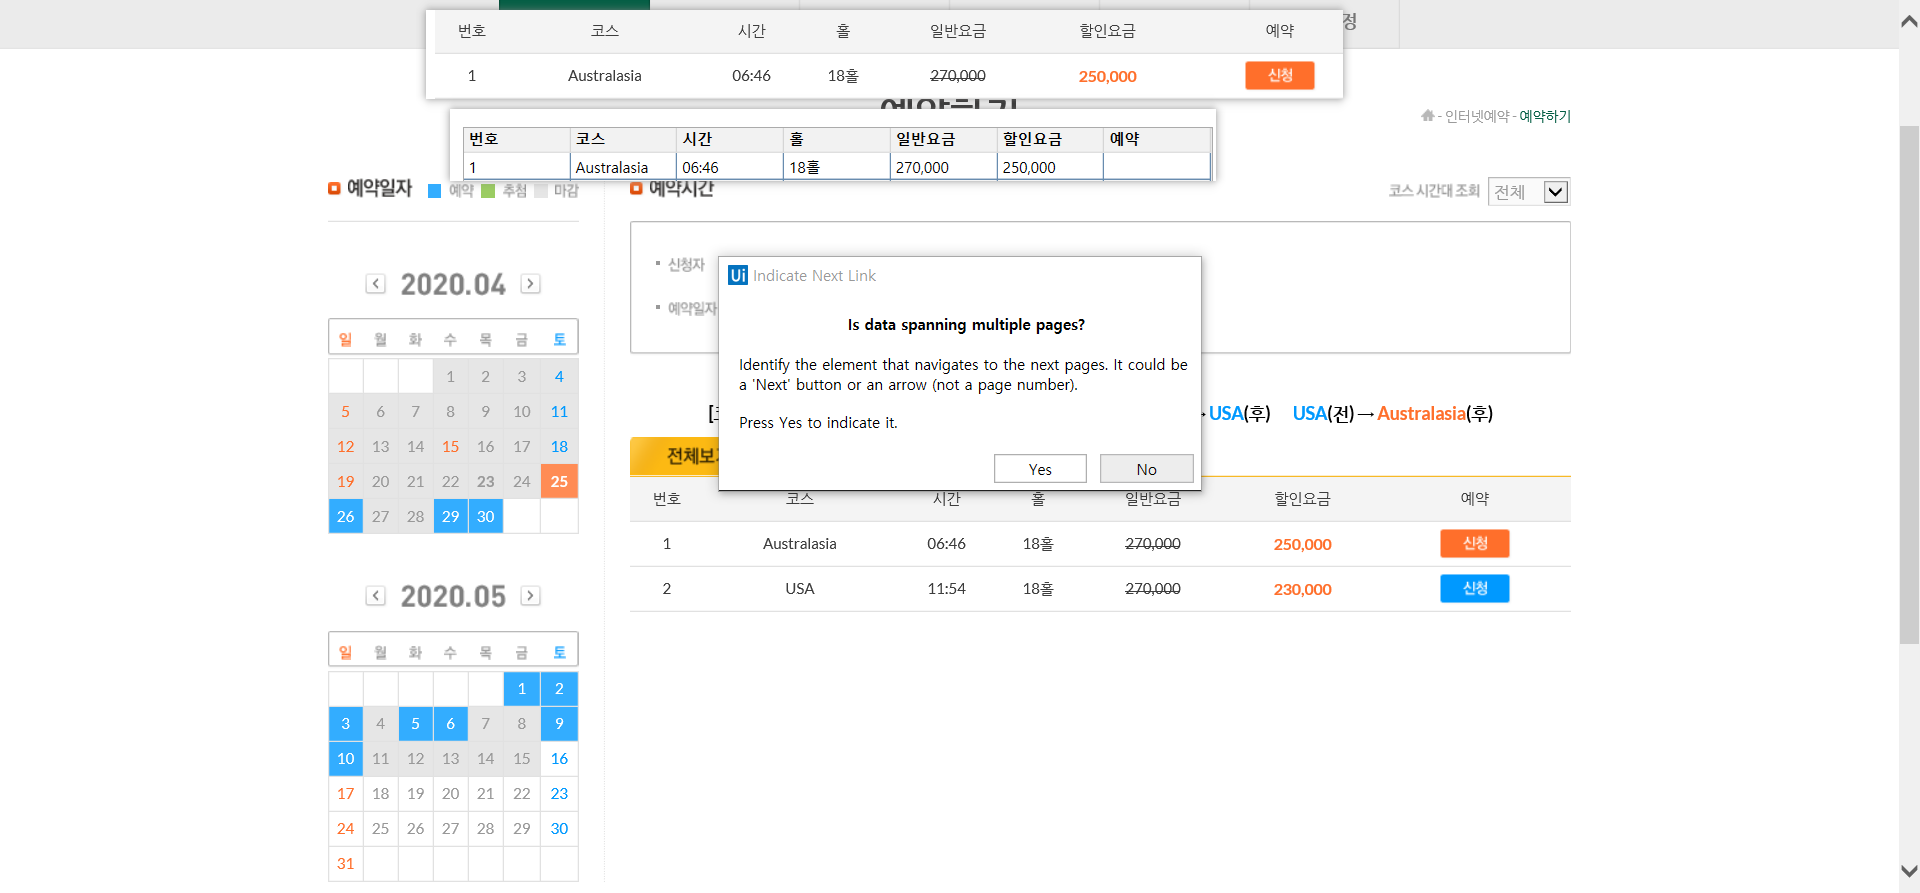 번호 코스 시간 홀 일반요금 할인요금 예약
1 Australasia 06:46 18홀 270,000 250,000 신청
정
예약하기
- 인터넷예약 - 예약하기
번호 코스 시간 홀 일반요금 할인요금 예약
1 Australasia 06:46 18홀 270,000 250,000
예약일자 예약 추첨 마감
예약시간
코스 시간대 조회 전체
신청자
예약일자
Ui Indicate Next Link
Is data spanning multiple pages?
Identify the element that navigates to the next pages. It could be
a 'Next' button or an arrow (not a page number).
Press Yes to indicate it.
Yes No
2020.04
일 월 화 수 목 금 토
1 2 3 4
5 6 7 8 9 10 11
12 13 14 15 16 17 18
19 20 21 22 23 24 25
26 27 28 29 30
[ → USA(후) USA(전) → Australasia(후)
전체보기
번호 코스 시간 홀 일반요금 할인요금 예약
1 Australasia 06:46 18홀 270,000 250,000 신청
2 USA 11:54 18홀 270,000 230,000 신청
2020.05
일 월 화 수 목 금 토
1 2
3 4 5 6 7 8 9
10 11 12 13 14 15 16
17 18 19 20 21 22 23
24 25 26 27 28 29 30
31